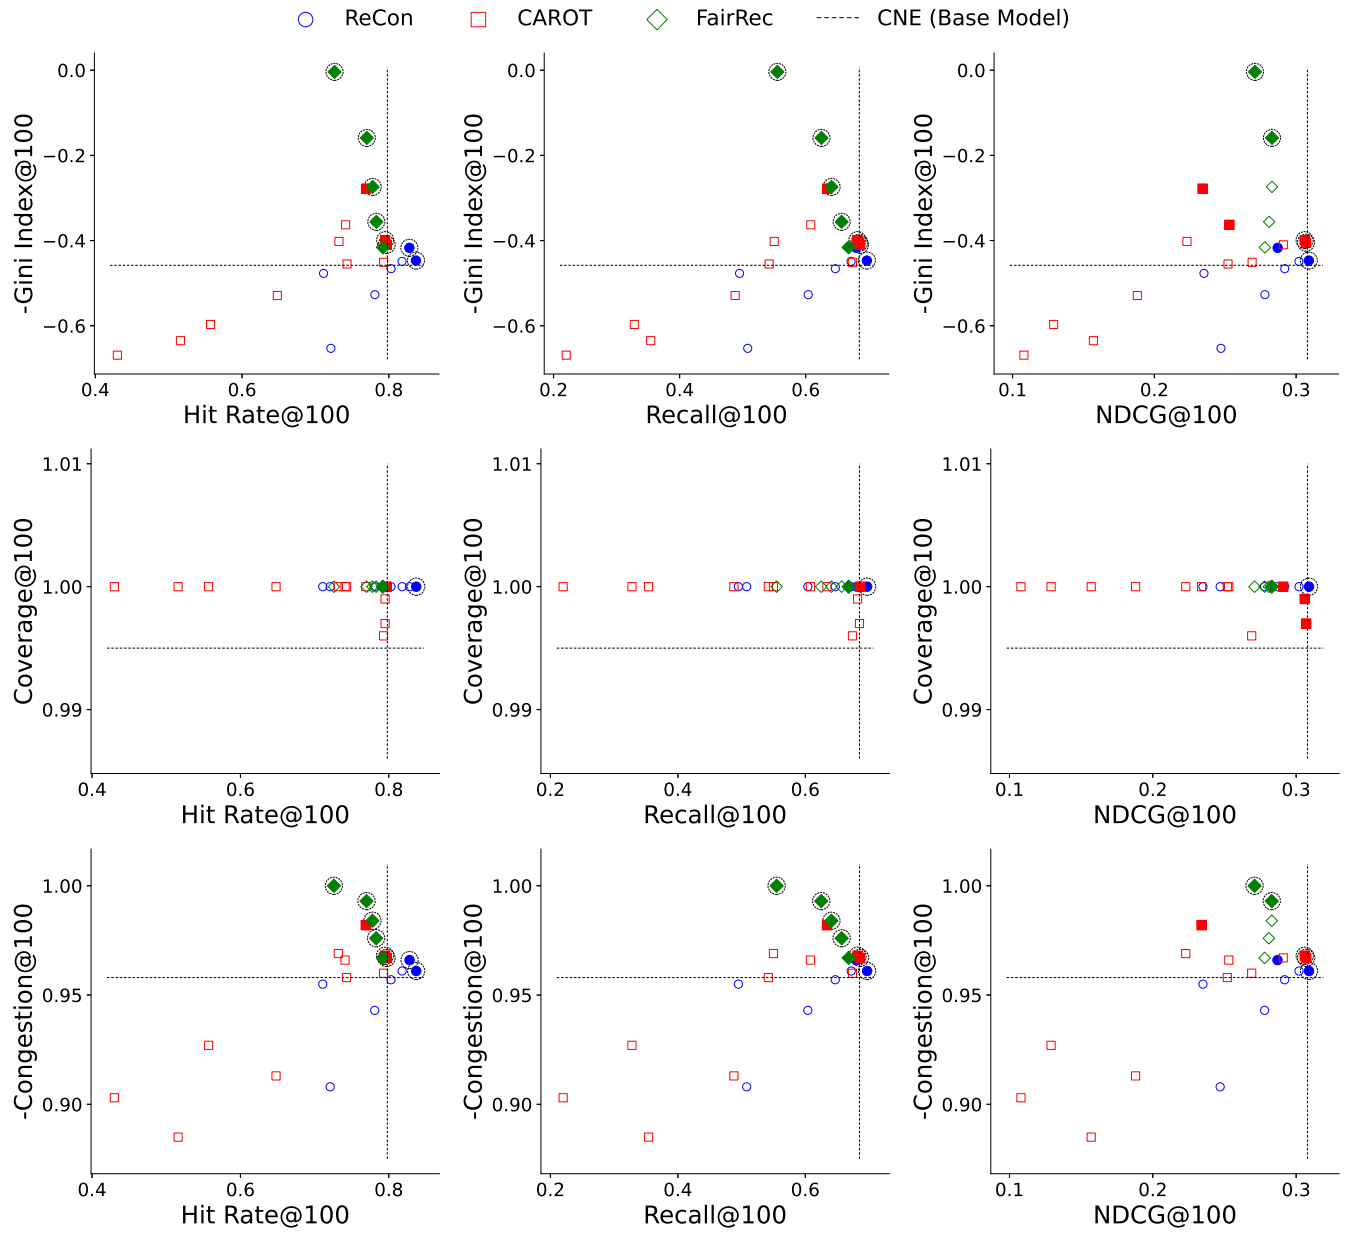 ReCon CAROT FairRec CNE (Base Model)
-Gini Index@100
0.0
−0.2
−0.4
−0.6
0.4 0.6 0.8
Hit Rate@100
-Gini Index@100
0.0
−0.2
−0.4
−0.6
0.2 0.4 0.6
Recall@100
-Gini Index@100
0.0
−0.2
−0.4
−0.6
0.1 0.2 0.3
NDCG@100
Coverage@100
1.01
1.00
0.99
0.4 0.6 0.8
Hit Rate@100
Coverage@100
1.01
1.00
0.99
0.2 0.4 0.6
Recall@100
Coverage@100
1.01
1.00
0.99
0.1 0.2 0.3
NDCG@100
-Congestion@100
1.00
0.95
0.90
0.4 0.6 0.8
Hit Rate@100
-Congestion@100
1.00
0.95
0.90
0.2 0.4 0.6
Recall@100
-Congestion@100
1.00
0.95
0.90
0.1 0.2 0.3
NDCG@100